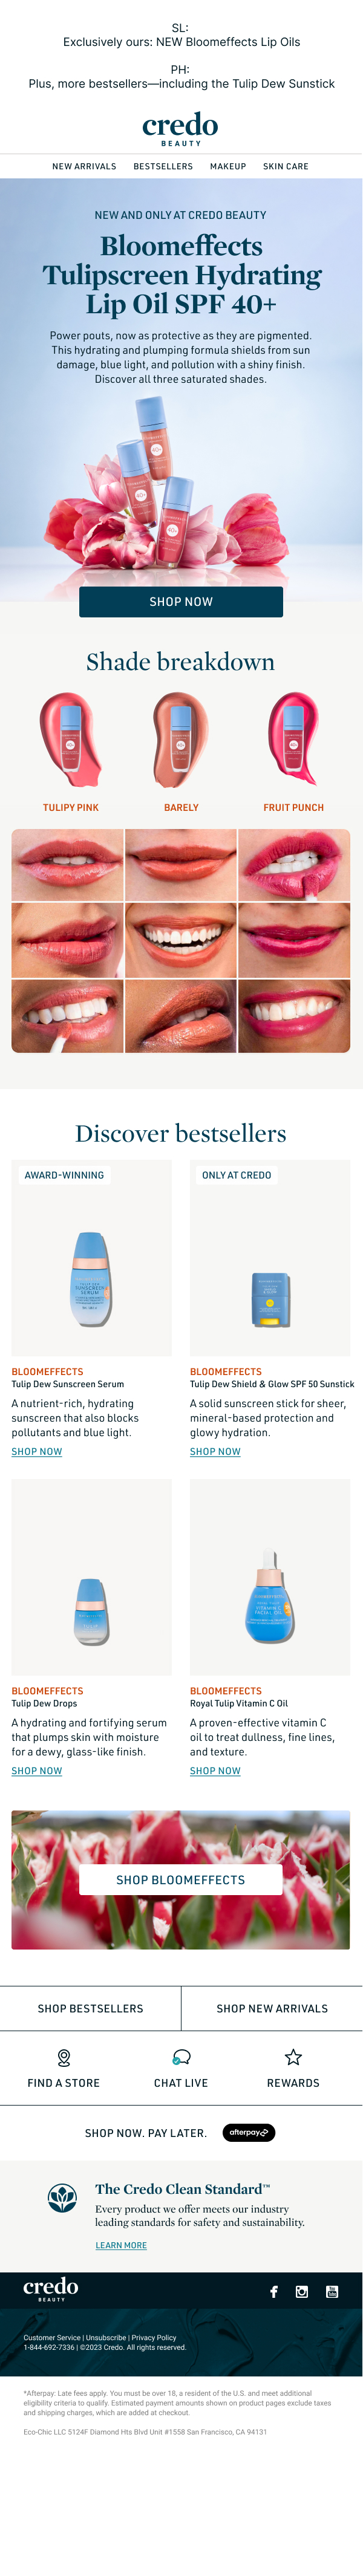 SL:
Exclusively ours: NEW Bloomeffects Lip Oils
PH:
Plus, more bestsellers—including the Tulip Dew Sunstick
credo
BEAUTY
NEW ARRIVALS BESTSELLERS MAKEUP SKIN CARE
NEW AND ONLY AT CREDO BEAUTY
Bloomeffects
Tulipscreen Hydrating
Lip Oil SPF 40+
Power pouts, now as protective as they are pigmented.
This hydrating and plumping formula shields from sun
damage, blue light, and pollution with a shiny finish.
Discover all three saturated shades.
SHOP NOW
Shade breakdown
TULIPY PINK BARELY FRUIT PUNCH
Discover bestsellers
AWARD-WINNING
ONLY AT CREDO
SUNSCREEN
SERUM
BLOOMEFFECTS
Tulip Dew Sunscreen Serum
A nutrient-rich, hydrating
sunscreen that also blocks
pollutants and blue light.
SHOP NOW
BLOOMEFFECTS
Tulip Dew Shield & Glow SPF 50 Sunstick
A solid sunscreen stick for sheer,
mineral-based protection and
glowy hydration.
SHOP NOW
VITAMIN C
FACIAL OIL
BLOOMEFFECTS
Tulip Dew Drops
A hydrating and fortifying serum
that plumps skin with moisture
for a dewy, glass-like finish.
SHOP NOW
BLOOMEFFECTS
Royal Tulip Vitamin C Oil
A proven-effective vitamin C
oil to treat dullness, fine lines,
and texture.
SHOP NOW
SHOP BLOOMEFFECTS
SHOP BESTSELLERS
SHOP NEW ARRIVALS
FIND A STORE CHAT LIVE REWARDS
SHOP NOW. PAY LATER. afterpay
The Credo Clean Standard™
Every product we offer meets our industry
leading standards for safety and sustainability.
LEARN MORE
credo
BEAUTY
Customer Service | Unsubscribe | Privacy Policy
1-844-692-7336 | ©2023 Credo. All rights reserved.
*Afterpay: Late fees apply. You must be over 18, a resident of the U.S. and meet additional
eligibility criteria to qualify. Estimated payment amounts shown on product pages exclude taxes
and shipping charges, which are added at checkout.
Eco-Chic LLC 5124F Diamond Hts Blvd Unit #1558 San Francisco, CA 94131